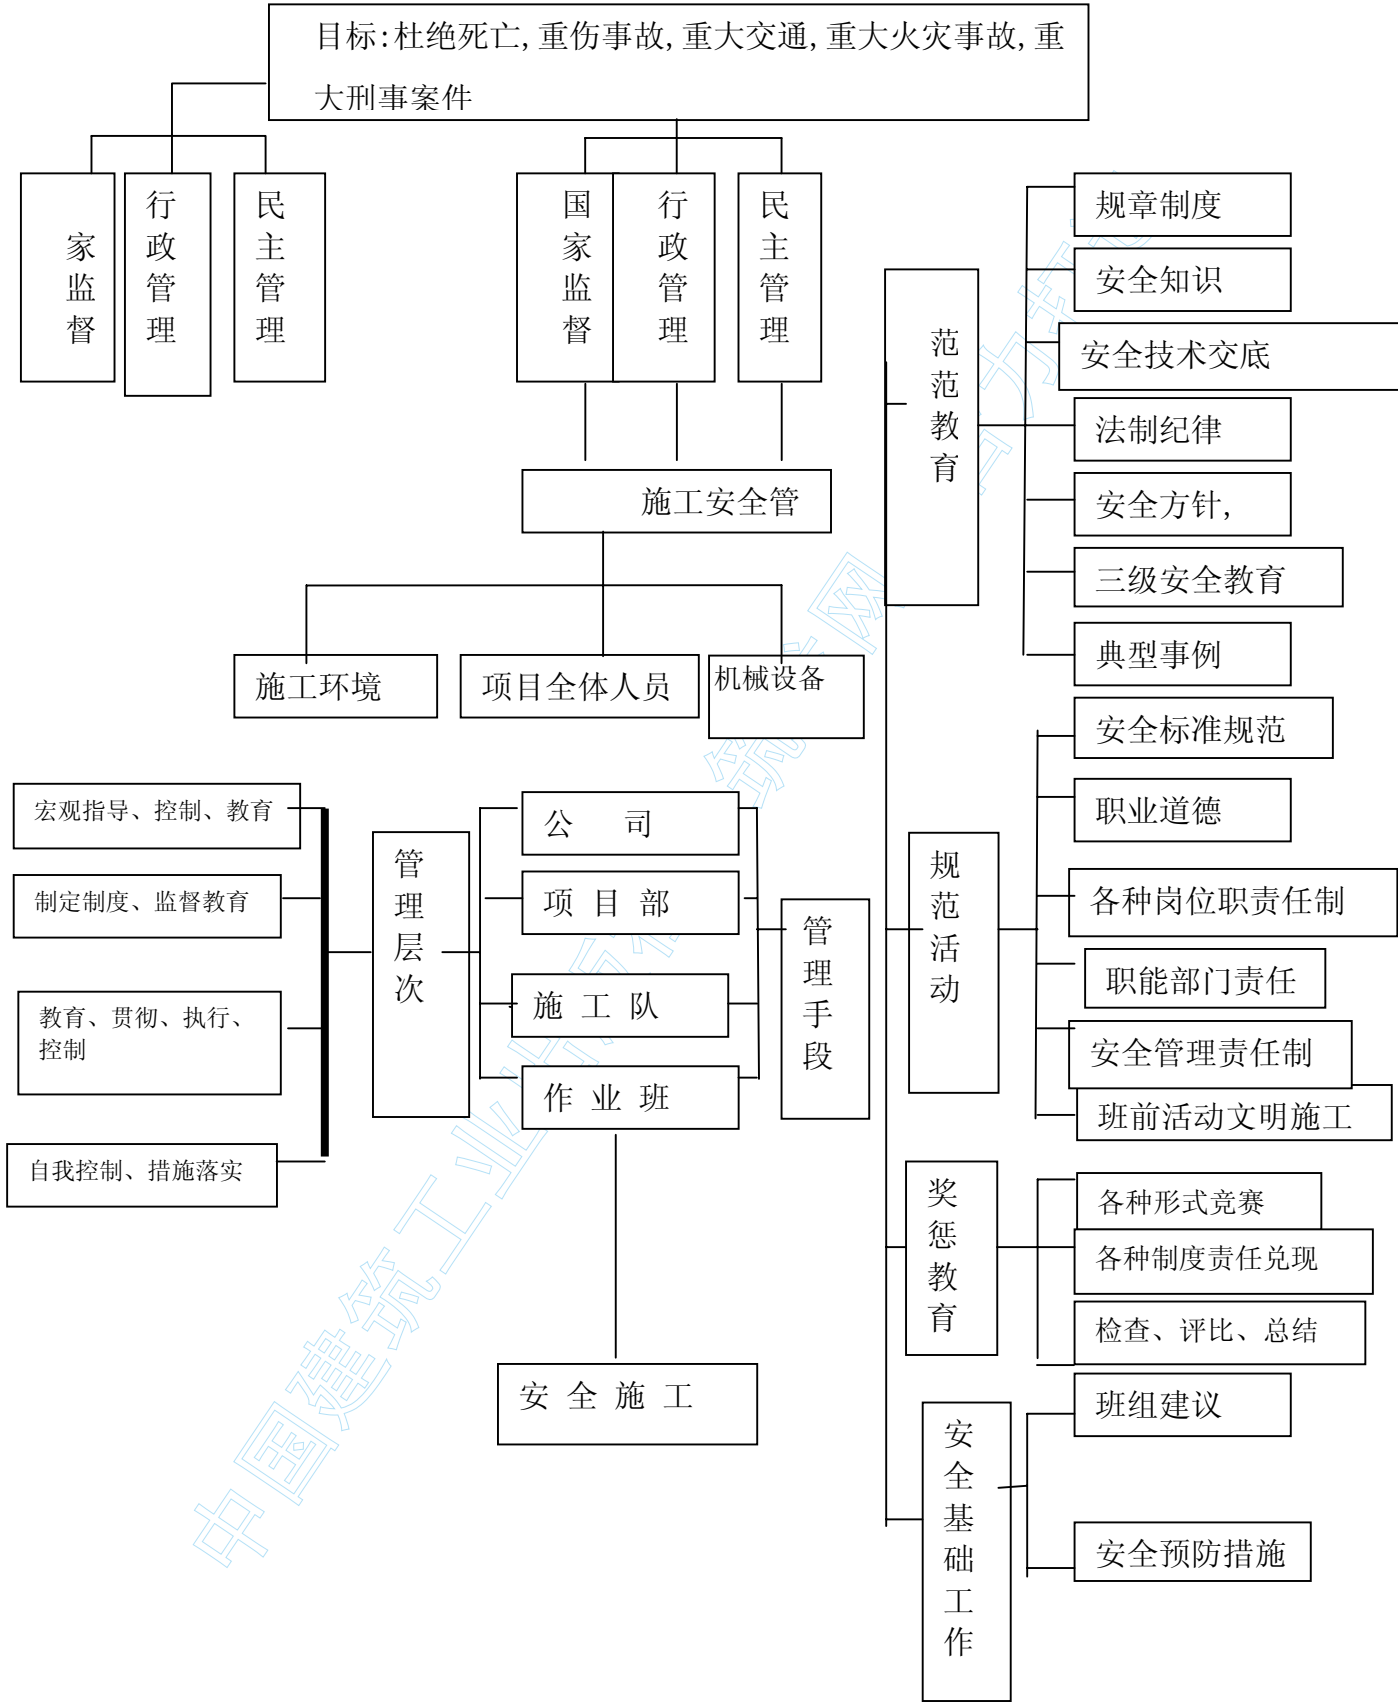 目标:杜绝死亡,重伤事故,重大交通,重大火灾事故,重
大刑事案件
家监督
行政管理
民主管理
国家监督
行政管理
民主管理
施工安全管
施工环境
项目全体人员
机械设备
宏观指导、控制、教育
制定制度、监督教育
教育、贯彻、执行、
控制
自我控制、措施落实
管理层次
公 司
项 目 部
施 工 队
作 业 班
管理手段
安 全 施 工
范范教育
规章制度
安全知识
安全技术交底
法制纪律
安全方针,
三级安全教育
典型事例
规范活动
安全标准规范
职业道德
各种岗位职责任制
职能部门责任
安全管理责任制
班前活动文明施工
奖惩教育
各种形式竞赛
各种制度责任兑现
检查、评比、总结
安全基础工作
班组建议
安全预防措施